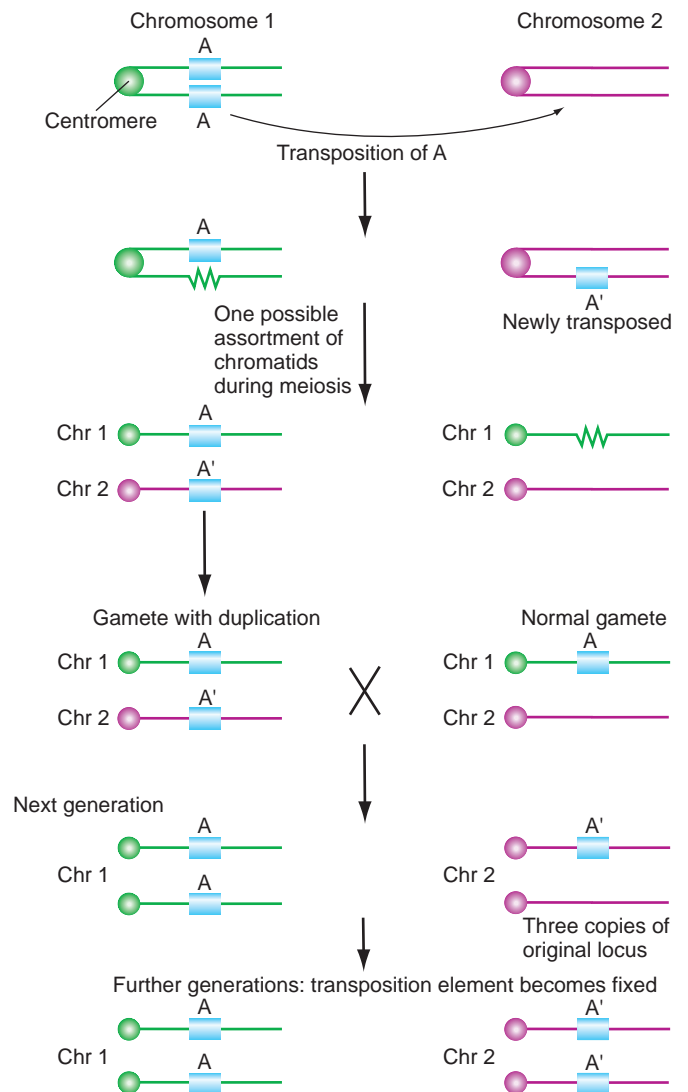 Chromosome 1
Chromosome 2
A
Centromere
A
Transposition of A
A
A'
Newly transposed
One possible
assortment of
chromatids
during meiosis
A
Chr 1
Chr 1
A'
Chr 2
Chr 2
Gamete with duplication
Normal gamete
A
A
Chr 1
Chr 1
A'
Chr 2
Chr 2
Next generation
A
A'
Chr 1
Chr 2
A
Three copies of
original locus
Further generations: transposition element becomes fixed
A
A'
Chr 1
Chr 2
A
A'